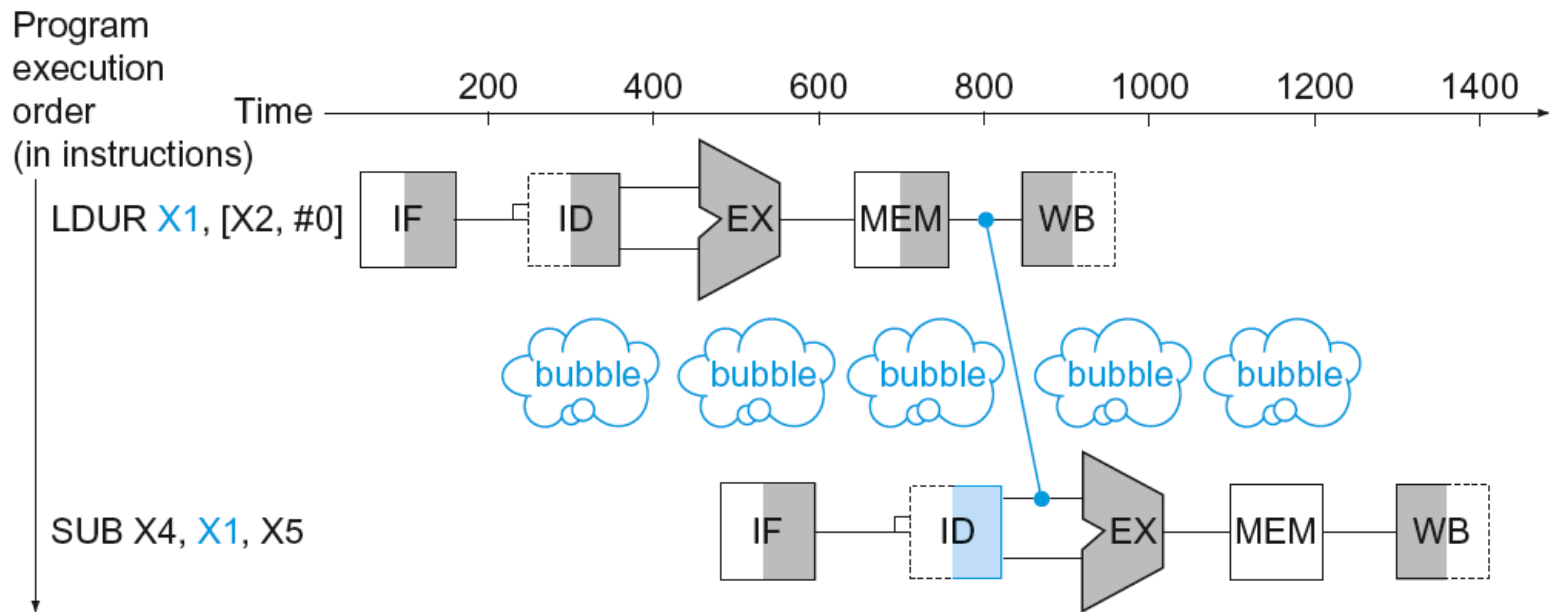 Program
execution
order
(in instructions)
Time
200 400 600 800 1000 1200 1400
LDUR X1, [X2, #0]
IF ID EX MEM WB
bubble bubble bubble bubble bubble
SUB X4, X1, X5
IF ID EX MEM WB